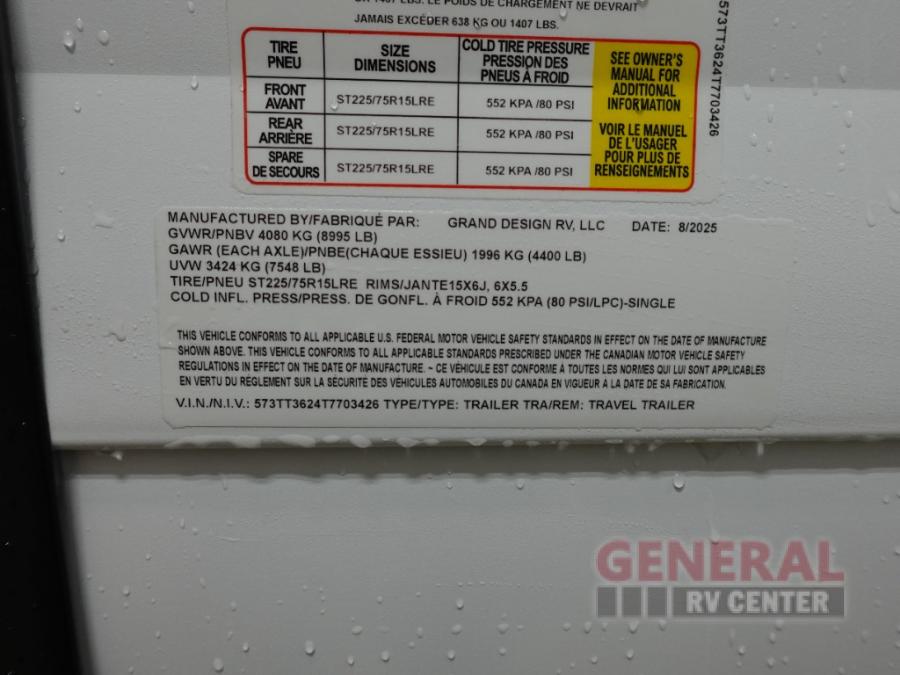 OR 1407 LBS. LE POIDS DE CHARGEMENT NE DEVRAIT
JAMAIS EXCÉDER 638 KG OU 1407 LBS.
TIRE
PNEU
SIZE
DIMENSIONS
COLD TIRE PRESSURE
PRESSION DES
PNEUS À FROID
SEE OWNER'S
MANUAL FOR
ADDITIONAL
INFORMATION
VOIR LE MANUEL
DE L'USAGER
POUR PLUS DE
RENSEIGNEMENTS
FRONT
AVANT
ST225/75R15LRE
552 KPA /80 PSI
REAR
ARRIÈRE
ST225/75R15LRE
552 KPA /80 PSI
SPARE
DE SECOURS
ST225/75R15LRE
552 KPA /80 PSI
573TT3624T7703426
MANUFACTURED BY/FABRIQUÉ PAR: GRAND DESIGN RV, LLC DATE: 8/2025
GVWR/PNBV 4080 KG (8995 LB)
GAWR (EACH AXLE)/PNBE(CHAQUE ESSIEU) 1996 KG (4400 LB)
UVW 3424 KG (7548 LB)
TIRE/PNEU ST225/75R15LRE RIMS/JANTE15X6J, 6X5.5
COLD INFL. PRESS/PRESS. DE GONFL. À FROID 552 KPA (80 PSI/LPC)-SINGLE
THIS VEHICLE CONFORMS TO ALL APPLICABLE U.S. FEDERAL MOTOR VEHICLE SAFETY STANDARDS IN EFFECT ON THE DATE OF MANUFACTURE
SHOWN ABOVE. THIS VEHICLE CONFORMS TO ALL APPLICABLE STANDARDS PRESCRIBED UNDER THE CANADIAN MOTOR VEHICLE SAFETY
REGULATIONS IN EFFECT ON THE DATE OF MANUFACTURE. ~ CE VÉHICULE EST CONFORME À TOUTES LES NORMES QUI LUI SONT APPLICABLES
EN VERTU DU RÈGLEMENT SUR LA SÉCURITÉ DES VÉHICULES AUTOMOBILES DU CANADA EN VIGUEUR A LA DATE DE SA FABRICATION.
V.I.N./N.I.V.: 573TT3624T7703426 TYPE/TYPE: TRAILER TRA/REM: TRAVEL TRAILER
GENERAL
RV CENTER